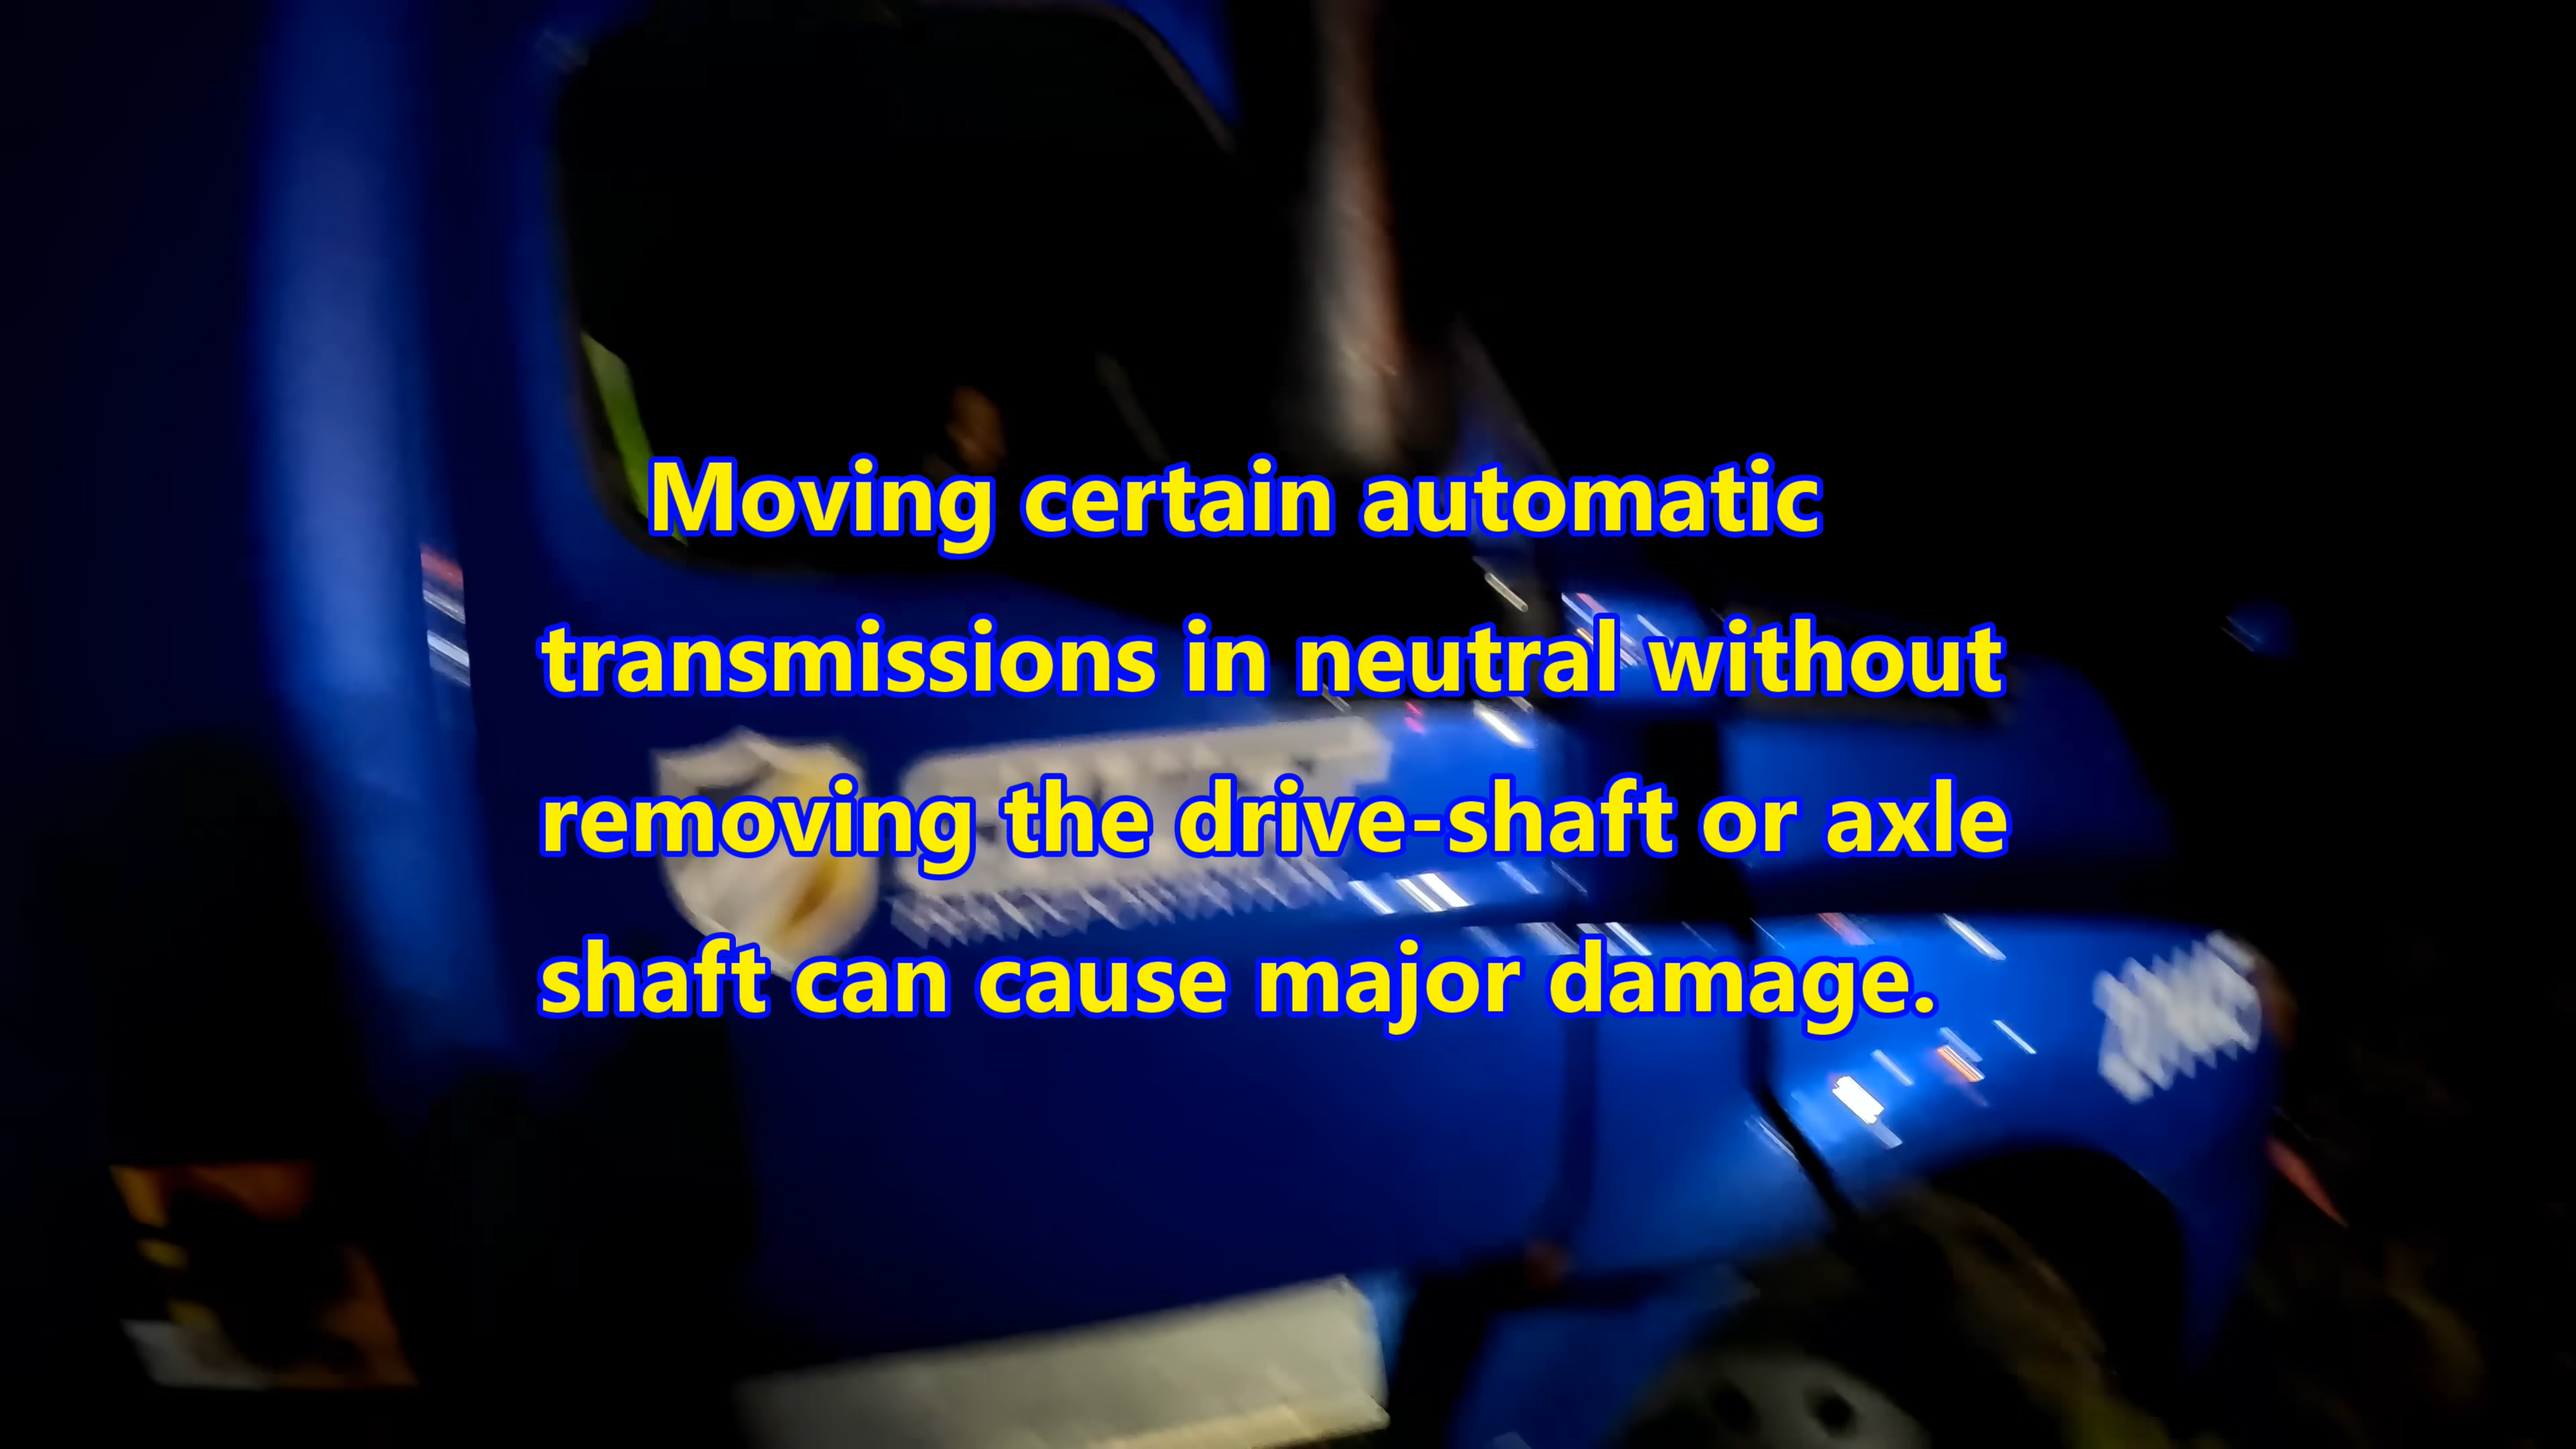 Moving certain automatic
transmissions in neutral without
removing the drive-shaft or axle
shaft can cause major damage.